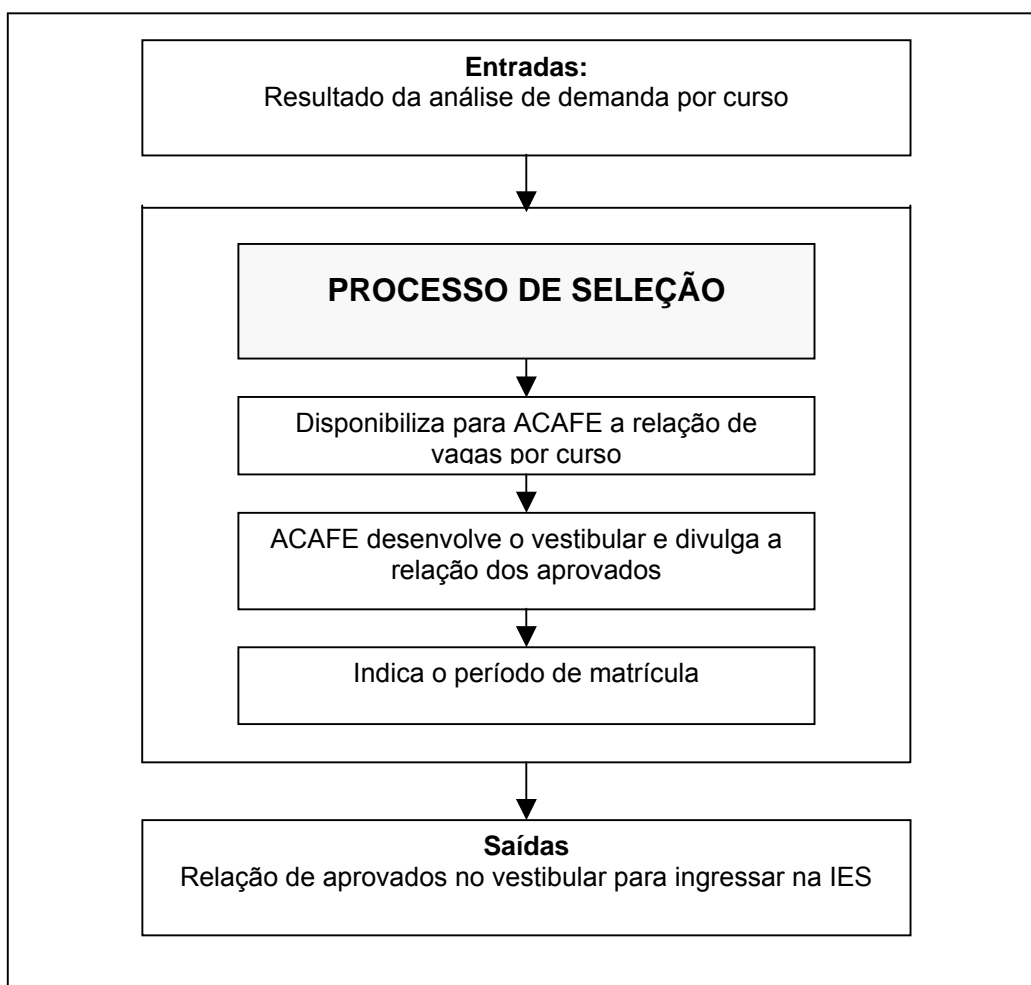 Entradas:
Resultado da análise de demanda por curso
PROCESSO DE SELEÇÃO
Disponibiliza para ACAFE a relação de
vagas por curso
ACAFE desenvolve o vestibular e divulga a
relação dos aprovados
Indica o período de matrícula
Saídas
Relação de aprovados no vestibular para ingressar na IES